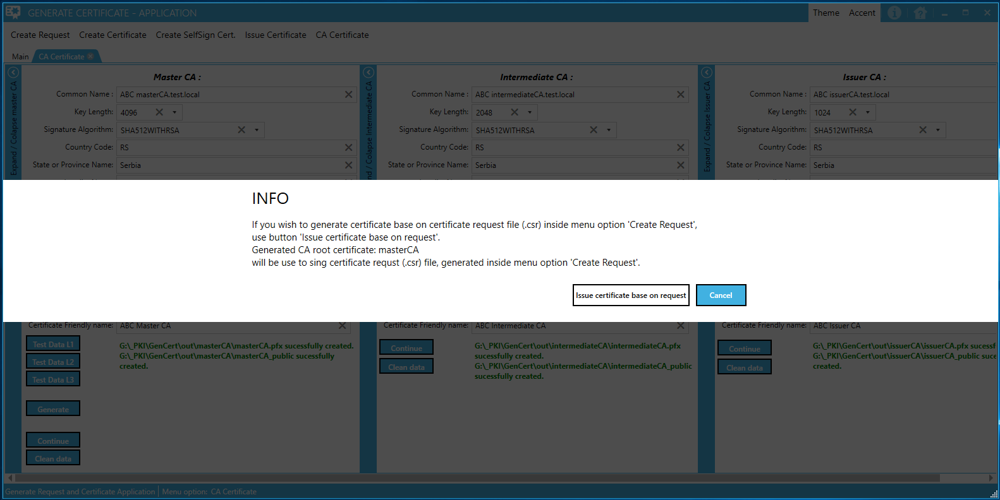 GENERATE CERTIFICATE - APPLICATION
Theme Accent
Create Request Create Certificate Create SelfSign Cert. Issue Certificate CA Certificate
Main CA Certificate
Expand / Colapse master CA
Master CA :
Common Name : ABC masterCA.test.local
Key Length: 4096
Signature Algorithm: SHA512WITHRSA
Country Code: RS
State or Province Name: Serbia
nd / Colapse Intermediate CA
Intermediate CA :
Common Name : ABC intermediateCA.test.local
Key Length: 2048
Signature Algorithm: SHA512WITHRSA
Country Code: RS
State or Province Name: Serbia
Expand / Colapse Issuer CA
Issuer CA :
Common Name : ABC issuerCA.test.local
Key Length: 1024
Signature Algorithm: SHA512WITHRSA
Country Code: RS
State or Province Name: Serbia
INFO
If you wish to generate certificate base on certificate request file (.csr) inside menu option 'Create Request',
use button 'Issue certificate base on request'.
Generated CA root certificate: masterCA
will be use to sing certificate requst (.csr) file, generated inside menu option 'Create Request'.
Issue certificate base on request Cancel
Certificate Friendly name: ABC Master CA
Test Data L1
Test Data L2
Test Data L3
Generate
Continue
Clean data
G:\_PKI\GenCert\out\masterCA\masterCA.pfx sucessfully created.
G:\_PKI\GenCert\out\masterCA\masterCA_public sucessfully
created.
Certificate Friendly name: ABC Intermediate CA
Continue
Clean data
G:\_PKI\GenCert\out\intermediateCA\intermediateCA.pfx
sucessfully created.
G:\_PKI\GenCert\out\intermediateCA\intermediateCA_public
sucessfully created.
Certificate Friendly name: ABC Issuer CA
Continue
Clean data
G:\_PKI\GenCert\out\issuerCA\issuerCA.pfx sucessf
G:\_PKI\GenCert\out\issuerCA\issuerCA_public suce
created.
Generate Request and Certificate Application Menu option: CA Certificate